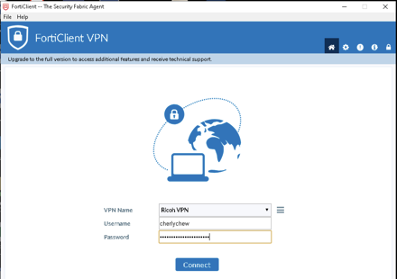 FortiClient -- The Security Fabric Agent
File Help
FortiClient VPN
Upgrade to the full version to access additional features and receive technical support.
VPN Name Ricoh VPN
Username cherlychew
Password ••••••••••••••••••••
Connect